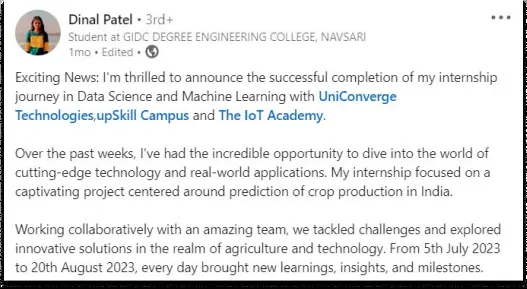 Dinal Patel • 3rd+
Student at GIDC DEGREE ENGINEERING COLLEGE, NAVSARI
1mo • Edited •
Exciting News: I'm thrilled to announce the successful completion of my internship
journey in Data Science and Machine Learning with UniConverge
Technologies,upSkill Campus and The IoT Academy.
Over the past weeks, I've had the incredible opportunity to dive into the world of
cutting-edge technology and real-world applications. My internship focused on a
captivating project centered around prediction of crop production in India.
Working collaboratively with an amazing team, we tackled challenges and explored
innovative solutions in the realm of agriculture and technology. From 5th July 2023
to 20th August 2023, every day brought new learnings, insights, and milestones.